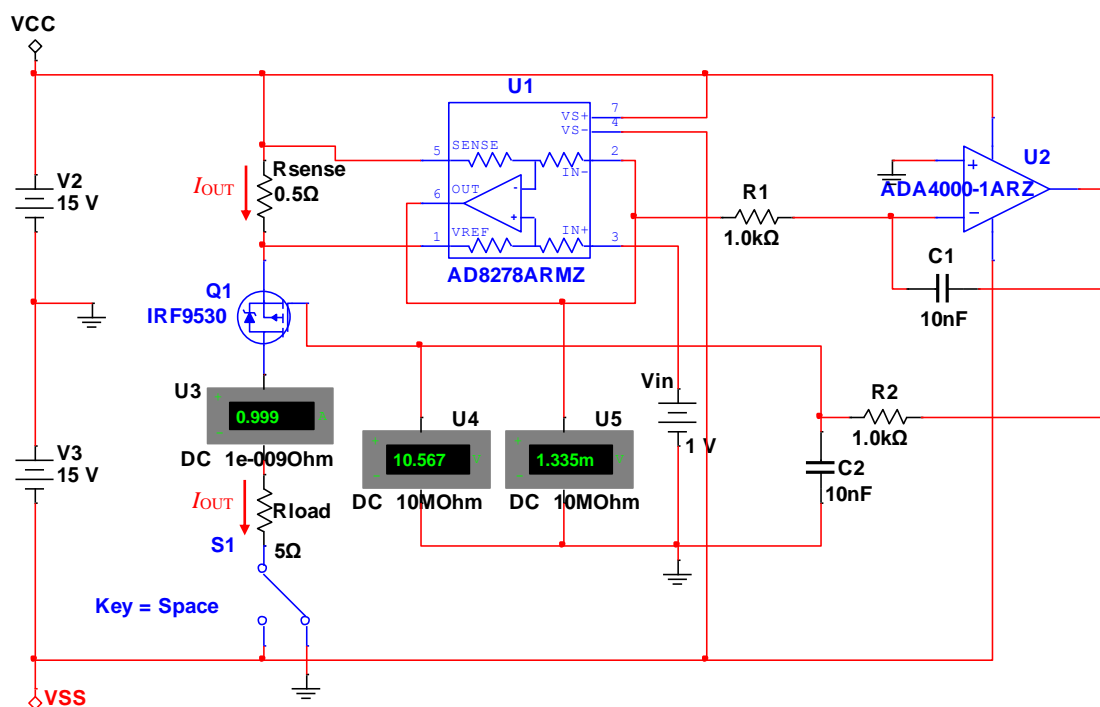 VCC
U1
VS+ 7
VS- 4
5 SENSE
2
IN-
Rsense
0.5Ω
IOUT
V2
15 V
6 OUT
1 VREF
IN+
3
AD8278ARMZ
R1
1.0kΩ
U2
ADA4000-1ARZ
C1
10nF
Q1
IRF9530
U3
0.999
A
DC 1e-009Ohm
U4
10.567
V
DC 10MOhm
U5
1.335m
V
DC 10MOhm
Vin
1 V
R2
1.0kΩ
C2
10nF
V3
15 V
IOUT
Rload
5Ω
S1
Key = Space
VSS